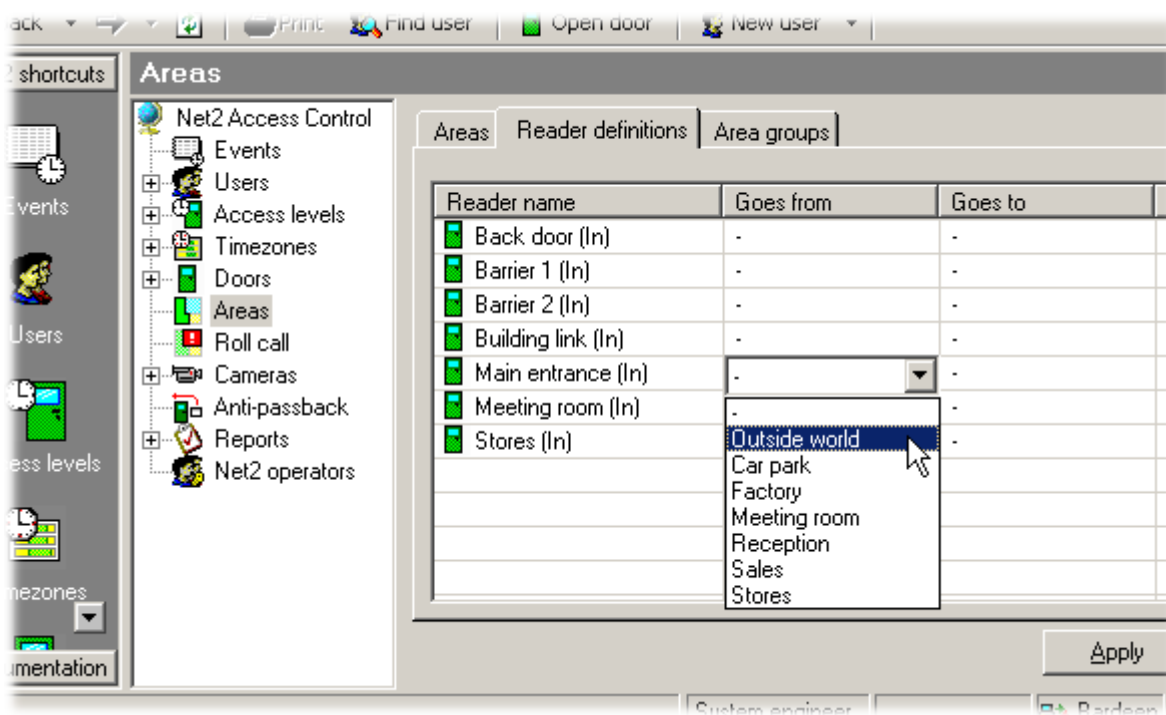 Print Find user Open door New user
shortcuts
Areas
Events
Users
Timezones
Net2 Access Control
Events
Users
Access levels
Timezones
Doors
Areas
Roll call
Cameras
Anti-passback
Reports
Net2 operators
Areas Reader definitions Area groups
Reader name Goes from Goes to
Back door (In) - -
Barrier 1 (In) - -
Barrier 2 (In) - -
Building link (In) - -
Main entrance (In) - -
Meeting room (In) -
Stores (In) -
-
Outside world
Car park
Factory
Meeting room
Reception
Sales
Stores
Apply
System engineer Bardeen